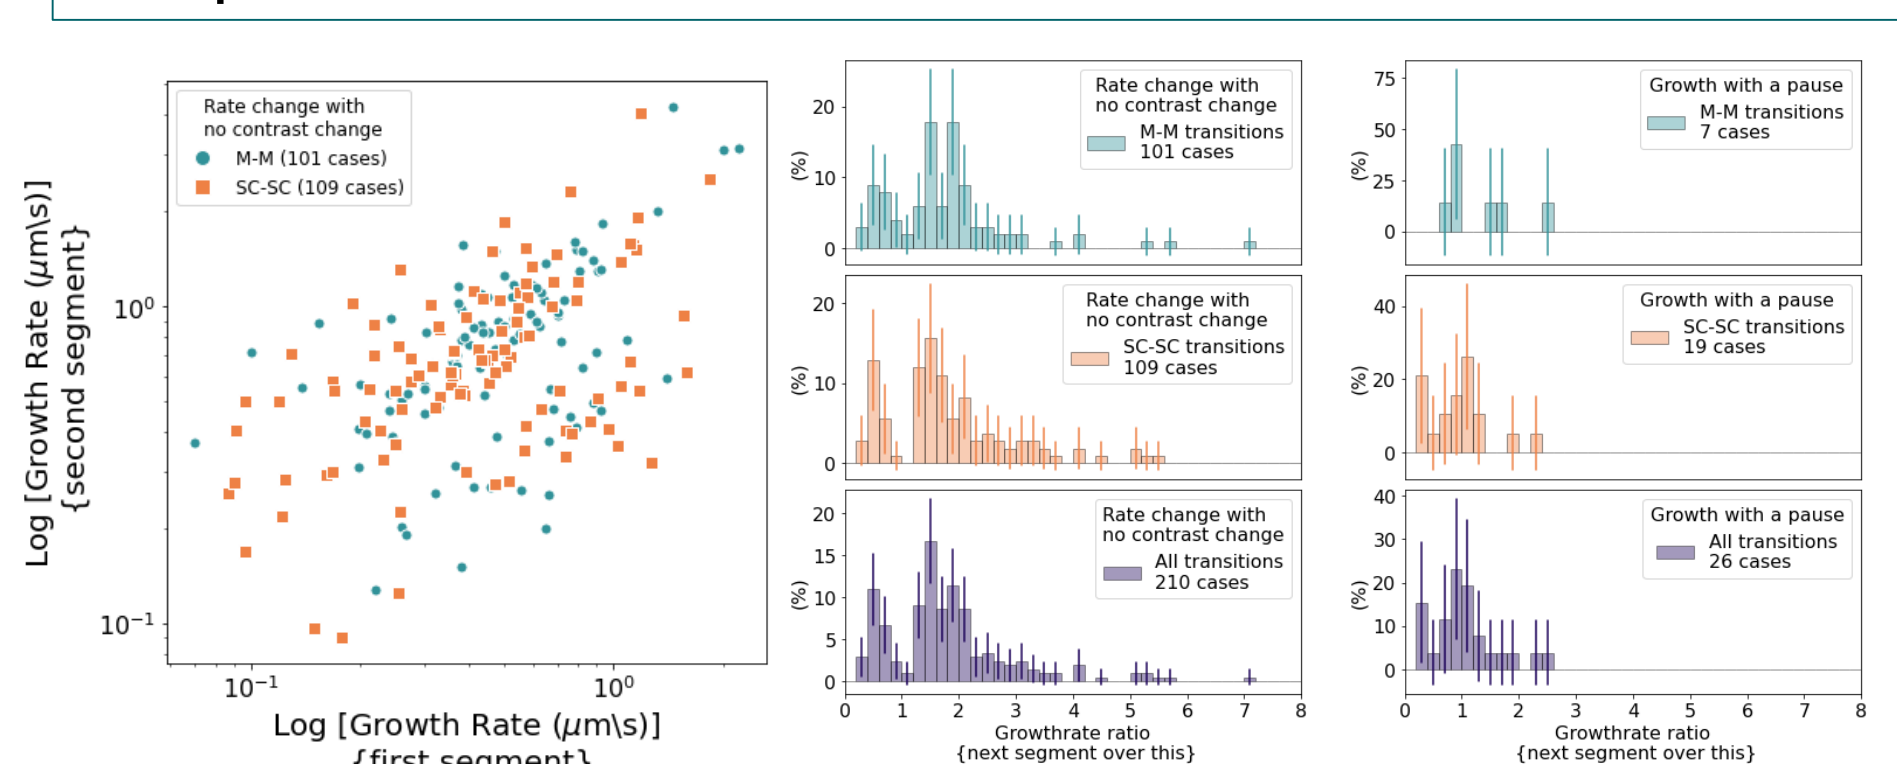 Rate change with
no contrast change
M-M (101 cases)
SC-SC (109 cases)
Log [Growth Rate (μm\s)]
{second segment}
10⁰
10⁻¹
10⁻¹
10⁰
Log [Growth Rate (μm\s)]
{first segment}
Rate change with
no contrast change
M-M transitions
101 cases
(%)
20
10
0
Rate change with
no contrast change
SC-SC transitions
109 cases
(%)
20
10
0
Rate change with
no contrast change
All transitions
210 cases
(%)
20
15
10
5
0
0 1 2 3 4 5 6 7 8
Growthrate ratio
{next segment over this}
Growth with a pause
M-M transitions
7 cases
(%)
75
50
25
0
Growth with a pause
SC-SC transitions
19 cases
(%)
40
20
0
Growth with a pause
All transitions
26 cases
(%)
40
30
20
10
0
0 1 2 3 4 5 6 7 8
Growthrate ratio
{next segment over this}